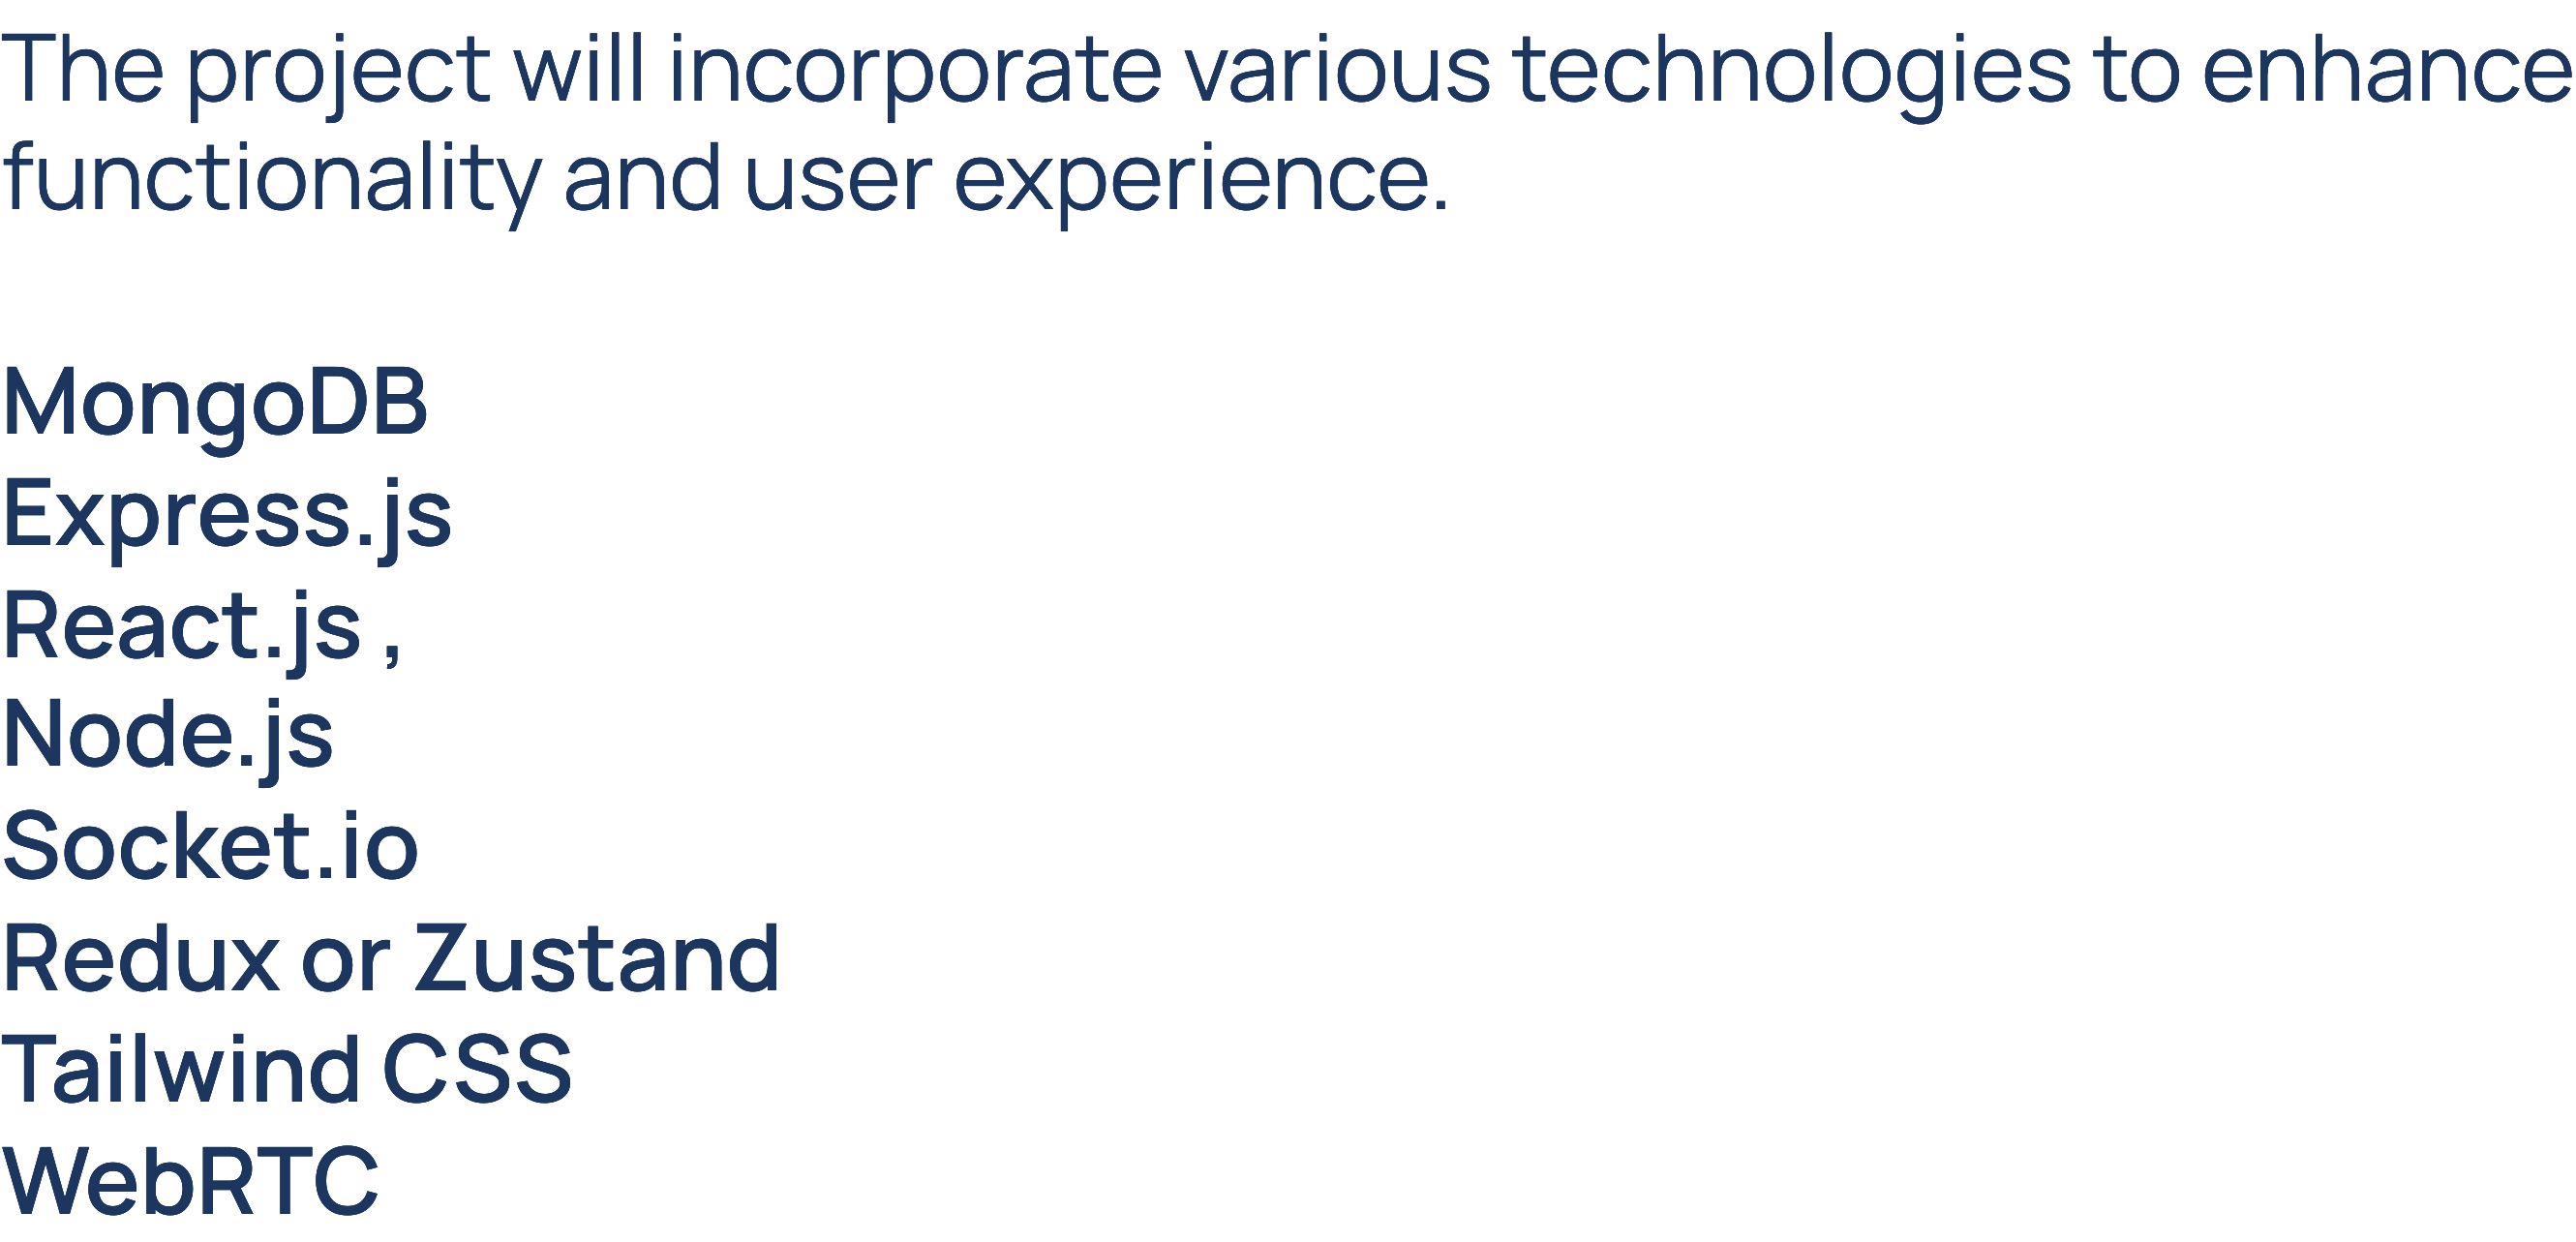 The project will incorporate various technologies to enhance
functionality and user experience.
MongoDB
Express.js
React.js ,
Node.js
Socket.io
Redux or Zustand
Tailwind CSS
WebRTC